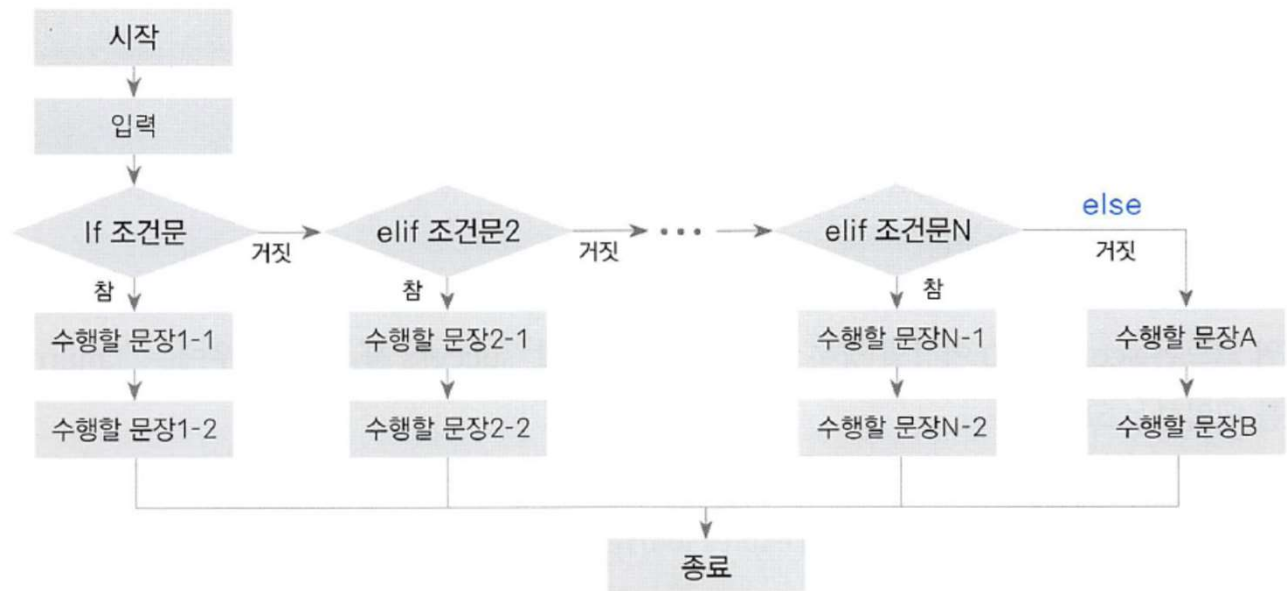 시작
입력
If 조건문
거짓
elif 조건문2
거짓
elif 조건문N
else
거짓
참
참
참
수행할 문장1-1
수행할 문장2-1
수행할 문장N-1
수행할 문장A
수행할 문장1-2
수행할 문장2-2
수행할 문장N-2
수행할 문장B
종료